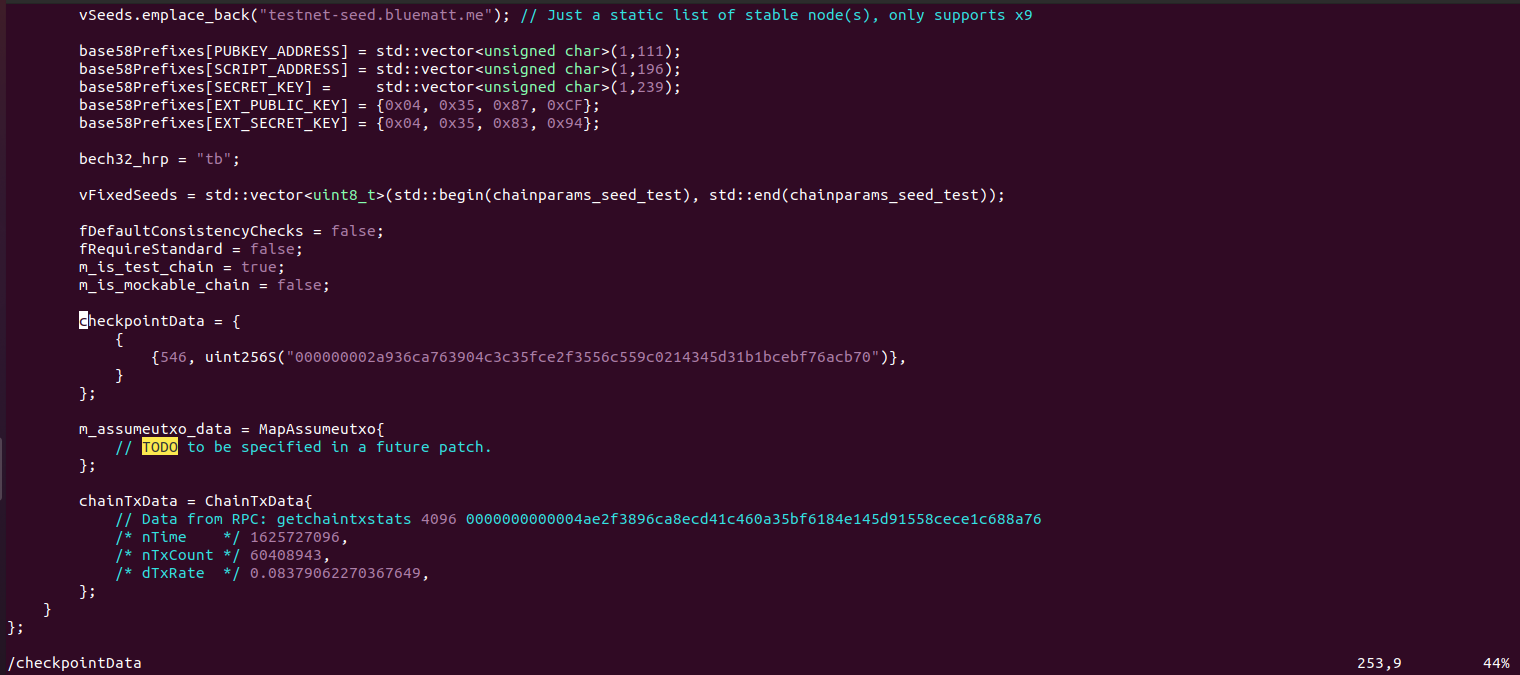 vSeeds.emplace_back("testnet-seed.bluematt.me"); // Just a static list of stable node(s), only supports x9

        base58Prefixes[PUBKEY_ADDRESS] = std::vector<unsigned char>(1,111);
        base58Prefixes[SCRIPT_ADDRESS] = std::vector<unsigned char>(1,196);
        base58Prefixes[SECRET_KEY] =     std::vector<unsigned char>(1,239);
        base58Prefixes[EXT_PUBLIC_KEY] = {0x04, 0x35, 0x87, 0xCF};
        base58Prefixes[EXT_SECRET_KEY] = {0x04, 0x35, 0x83, 0x94};

        bech32_hrp = "tb";

        vFixedSeeds = std::vector<uint8_t>(std::begin(chainparams_seed_test), std::end(chainparams_seed_test));

        fDefaultConsistencyChecks = false;
        fRequireStandard = false;
        m_is_test_chain = true;
        m_is_mockable_chain = false;

        checkpointData = {
            {
                {546, uint256S("000000002a936ca763904c3c35fce2f3556c559c0214345d31b1bcebf76acb70")},
            }
        };

        m_assumeutxo_data = MapAssumeutxo{
            // TODO to be specified in a future patch.
        };

        chainTxData = ChainTxData{
            // Data from RPC: getchaintxstats 4096 0000000000004ae2f3896ca8ecd41c460a35bf6184e145d91558cece1c688a76
            /* nTime    */ 1625727096,
            /* nTxCount */ 60408943,
            /* dTxRate  */ 0.08379062270367649,
        };
    }
};
/checkpointData 253,9 44%